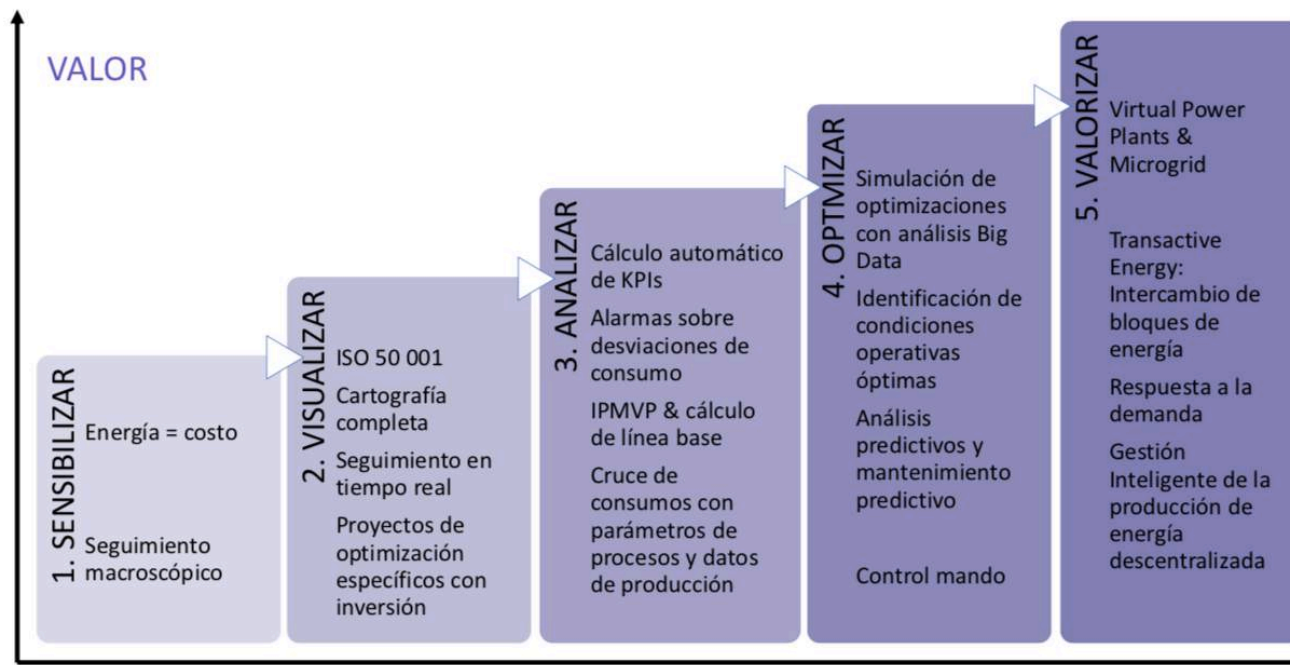 VALOR
1. SENSIBILIZAR
Energía = costo
Seguimiento
macroscópico
2. VISUALIZAR
ISO 50 001
Cartografía
completa
Seguimiento en
tiempo real
Proyectos de
optimización
específicos con
inversión
3. ANALIZAR
Cálculo automático
de KPIs
Alarmas sobre
desviaciones de
consumo
IPMVP & cálculo
de línea base
Cruce de
consumos con
parámetros de
procesos y datos
de producción
4. OPTMIZAR
Simulación de
optimizaciones
con análisis Big
Data
Identificación de
condiciones
operativas
óptimas
Análisis
predictivos y
mantenimiento
predictivo
Control mando
5. VALORIZAR
Virtual Power
Plants &
Microgrid
Transactive
Energy:
Intercambio de
bloques de
energía
Respuesta a la
demanda
Gestión
Inteligente de la
producción de
energía
descentralizada